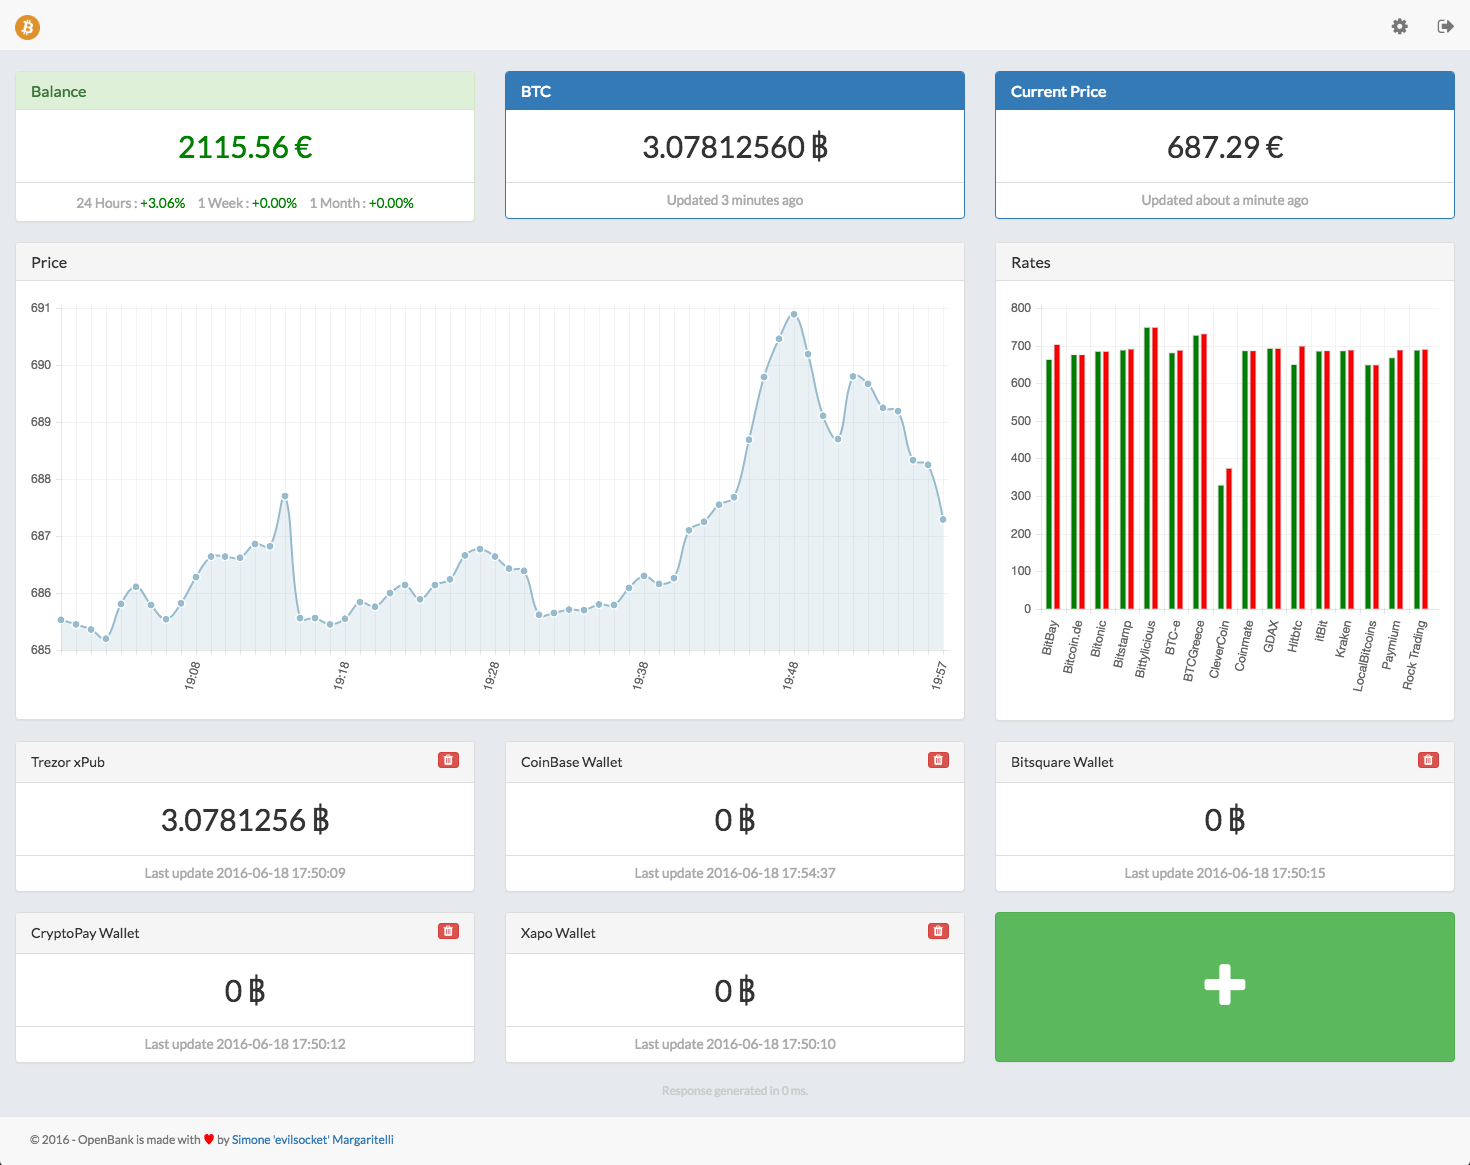 Balance
2115.56 €
24 Hours : +3.06% 1 Week : +0.00% 1 Month : +0.00%
BTC
3.07812560 ฿
Updated 3 minutes ago
Current Price
687.29 €
Updated about a minute ago
Price
691
690
689
688
687
686
685
19:08
19:18
19:28
19:38
19:48
19:57
Rates
800
700
600
500
400
300
200
100
0
BitBay
Bitcoin.de
Bitonic
Bitstamp
Bittylicious
BTC-e
BTCGreece
CleverCoin
Coinmate
GDAX
Hitbtc
itBit
Kraken
LocalBitcoins
Paymium
Rock Trading
Trezor xPub
3.0781256 ฿
Last update 2016-06-18 17:50:09
CoinBase Wallet
0 ฿
Last update 2016-06-18 17:54:37
Bitsquare Wallet
0 ฿
Last update 2016-06-18 17:50:15
CryptoPay Wallet
0 ฿
Last update 2016-06-18 17:50:12
Xapo Wallet
0 ฿
Last update 2016-06-18 17:50:10
Response generated in 0 ms.
© 2016 - OpenBank is made with ♥ by Simone 'evilsocket' Margaritelli